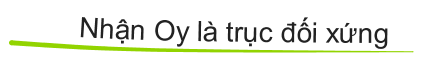 Nhận Oy là trục đối xứng